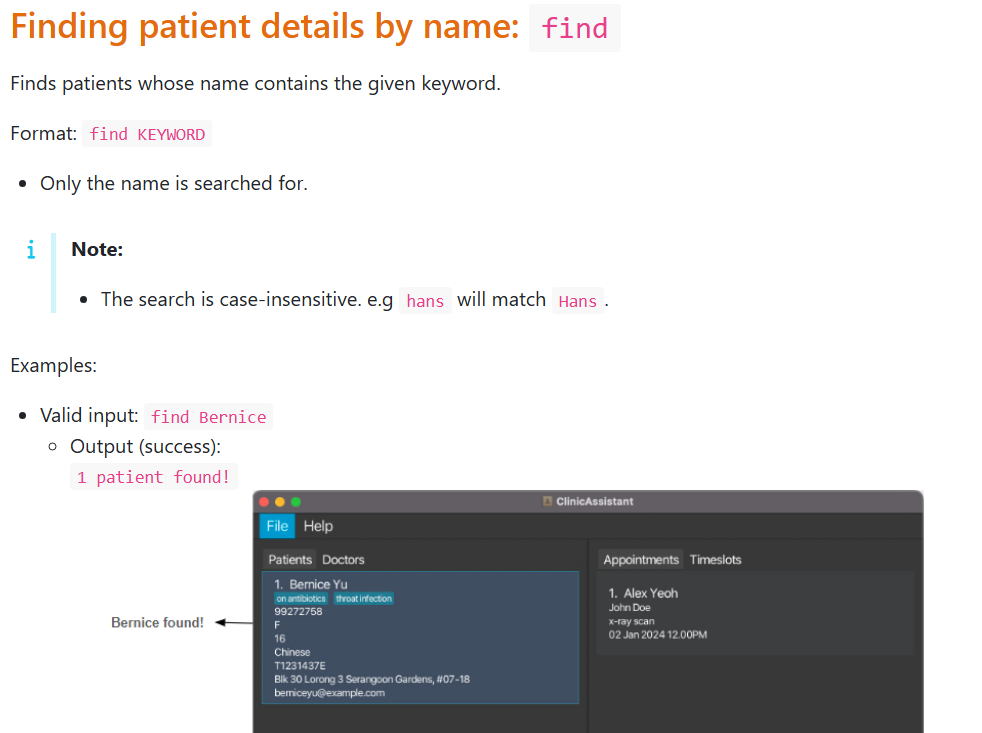 Finding patient details by name: find
Finds patients whose name contains the given keyword.
Format: find KEYWORD
Only the name is searched for.
i
Note:
The search is case-insensitive. e.g hans will match Hans .
Examples:
Valid input: find Bernice
Output (success):
1 patient found!
ClinicAssistant
File Help
Patients Doctors
1. Bernice Yu
on antibiotics throat infection
99272758
F
16
Chinese
T1231437E
Blk 30 Lorong 3 Serangoon Gardens, #07-18
berniceyu@example.com
Appointments Timeslots
1. Alex Yeoh
John Doe
x-ray scan
02 Jan 2024 12.00PM
Bernice found!